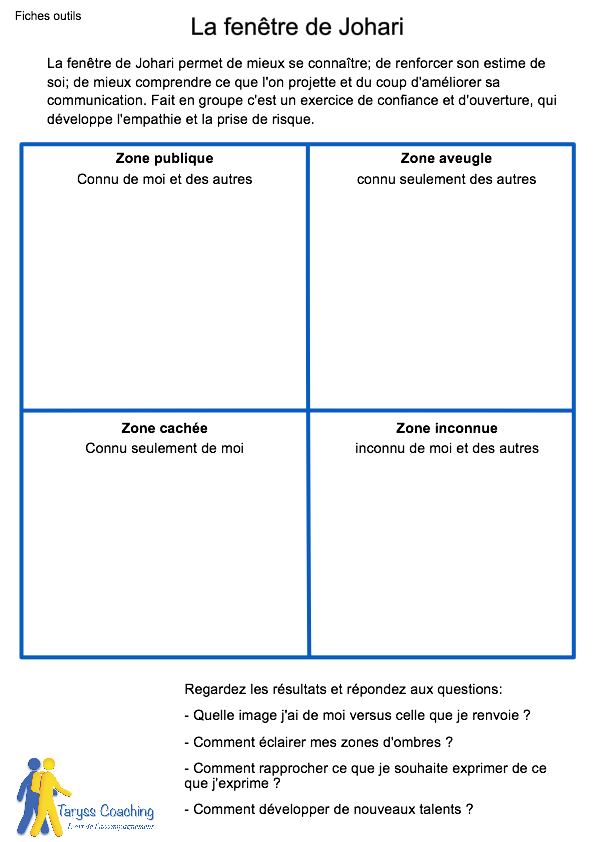 Fiches outils
La fenêtre de Johari
La fenêtre de Johari permet de mieux se connaître; de renforcer son estime de
soi; de mieux comprendre ce que l'on projette et du coup d'améliorer sa
communication. Fait en groupe c'est un exercice de confiance et d'ouverture, qui
développe l'empathie et la prise de risque.
Zone publique
Connu de moi et des autres
Zone aveugle
connu seulement des autres
Zone cachée
Connu seulement de moi
Zone inconnue
inconnu de moi et des autres
Regardez les résultats et répondez aux questions:
- Quelle image j'ai de moi versus celle que je renvoie ?
- Comment éclairer mes zones d'ombres ?
- Comment rapprocher ce que je souhaite exprimer de ce
que j'exprime ?
- Comment développer de nouveaux talents ?
Taryss Coaching
L'art de l'accompagnement